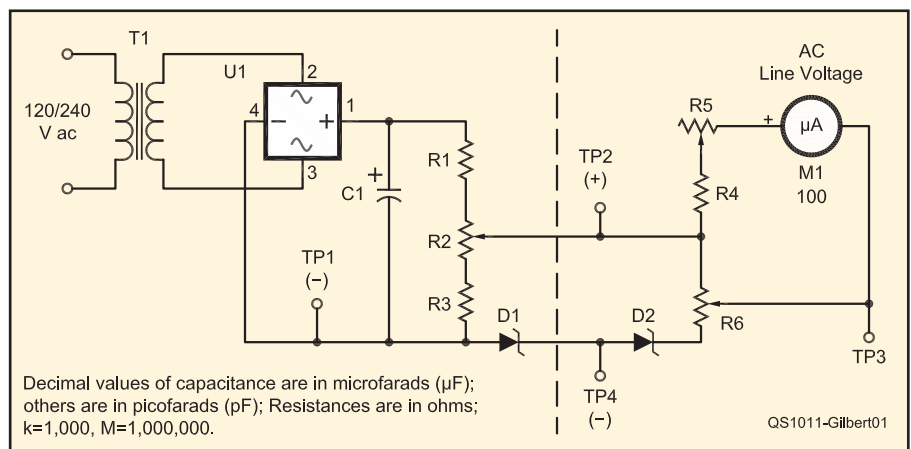 T1
120/240
V ac
U1
2
4
1
3
C1
+
R1
R2
R3
TP1
(–)
D1
TP2
(+)
TP4
(–)
D2
R5
R4
R6
AC
Line Voltage
+
µA
M1
100
TP3
Decimal values of capacitance are in microfarads (µF);
others are in picofarads (pF); Resistances are in ohms;
k=1,000, M=1,000,000.
QS1011-Gilbert01